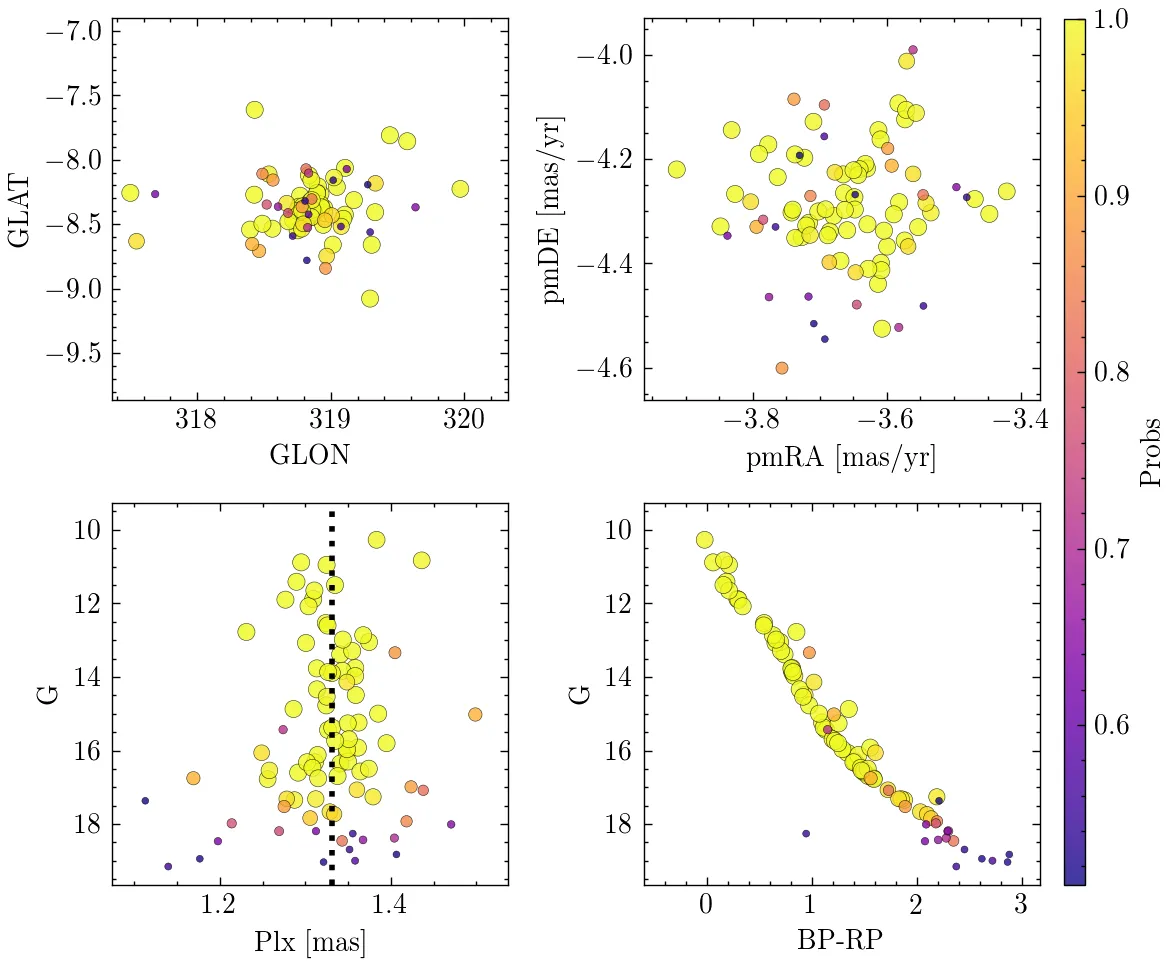 −7.0
−7.5
−8.0
−8.5
−9.0
−9.5
GLAT
318 319 320
GLON
−4.0
−4.2
−4.4
−4.6
pmDE [mas/yr]
−3.8 −3.6 −3.4
pmRA [mas/yr]
1.0
0.9
0.8
0.7
0.6
Probs
10
12
14
16
18
G
1.2 1.4
Plx [mas]
10
12
14
16
18
G
0 1 2 3
BP-RP